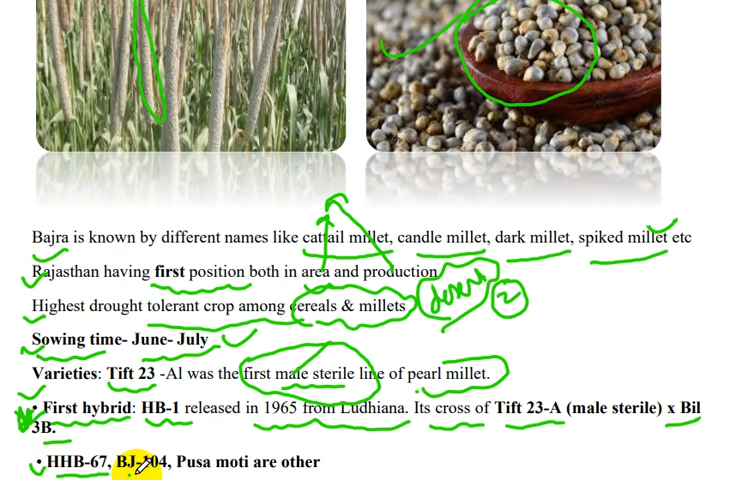 Bajra is known by different names like cattail millet, candle millet, dark millet, spiked millet etc
Rajasthan having first position both in area and production
Highest drought tolerant crop among cereals & millets
2
Sowing time- June- July
Varieties: Tift 23 -Al was the first male sterile line of pearl millet.
• First hybrid: HB-1 released in 1965 from Ludhiana. Its cross of Tift 23-A (male sterile) x Bil
3B.
• HHB-67, BJ-104, Pusa moti are other